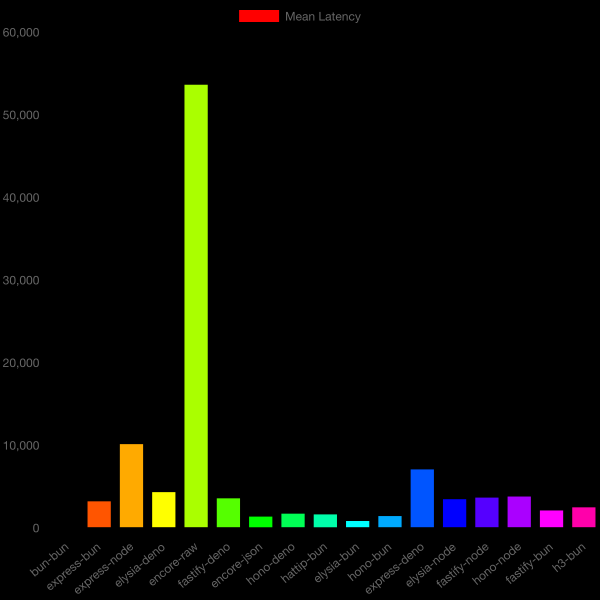 Mean Latency
60,000
50,000
40,000
30,000
20,000
10,000
0
bun-bun
express-bun
express-node
elysia-deno
encore-raw
fastify-deno
encore-json
hono-deno
hattip-bun
elysia-bun
hono-bun
express-deno
elysia-node
fastify-node
hono-node
fastify-bun
h3-bun